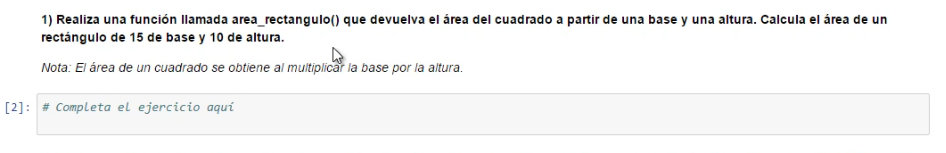 1) Realiza una función llamada area_rectangulo() que devuelva el área del cuadrado a partir de una base y una altura. Calcula el área de un
rectángulo de 15 de base y 10 de altura.
Nota: El área de un cuadrado se obtiene al multiplicar la base por la altura.
[2]: # Completa el ejercicio aquí